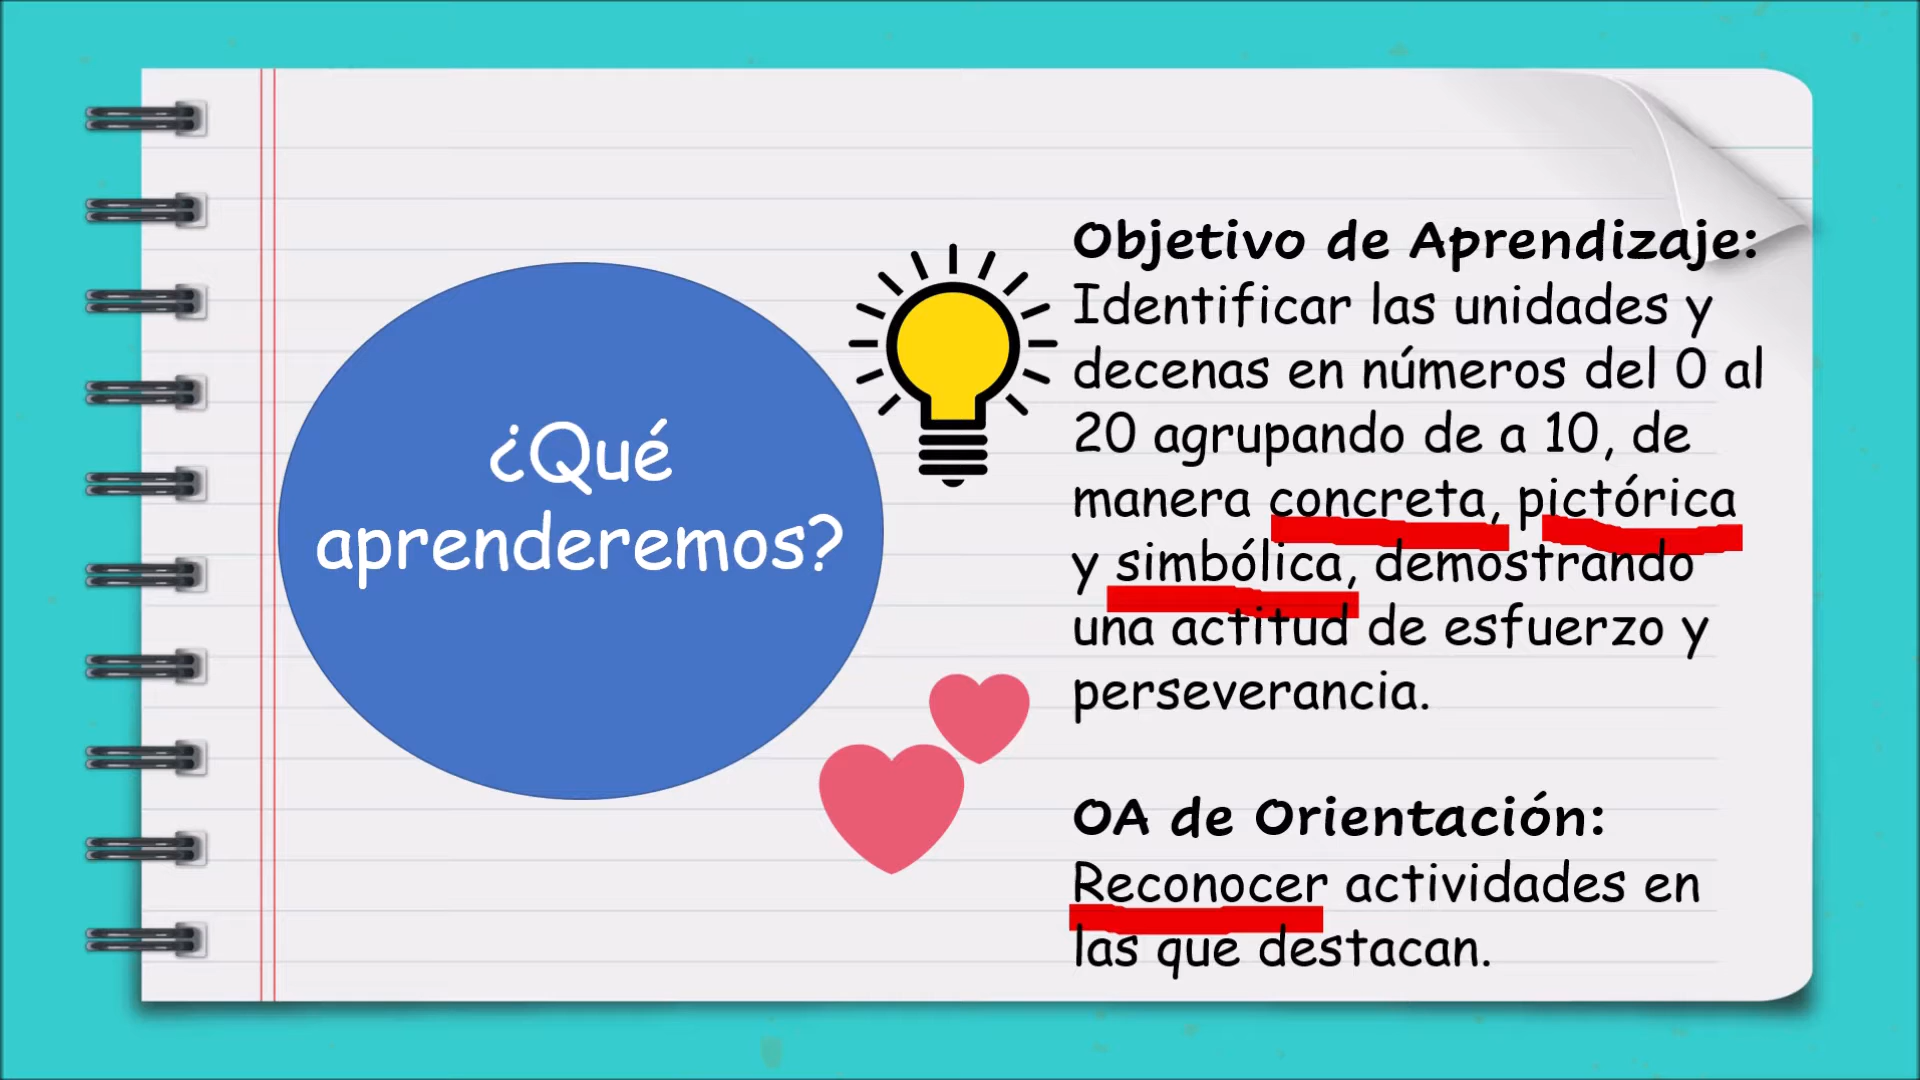 ¿Qué
aprenderemos?
Objetivo de Aprendizaje:
Identificar las unidades y
decenas en números del 0 al
20 agrupando de a 10, de
manera concreta, pictórica
y simbólica, demostrando
una actitud de esfuerzo y
perseverancia.
OA de Orientación:
Reconocer actividades en
las que destacan.